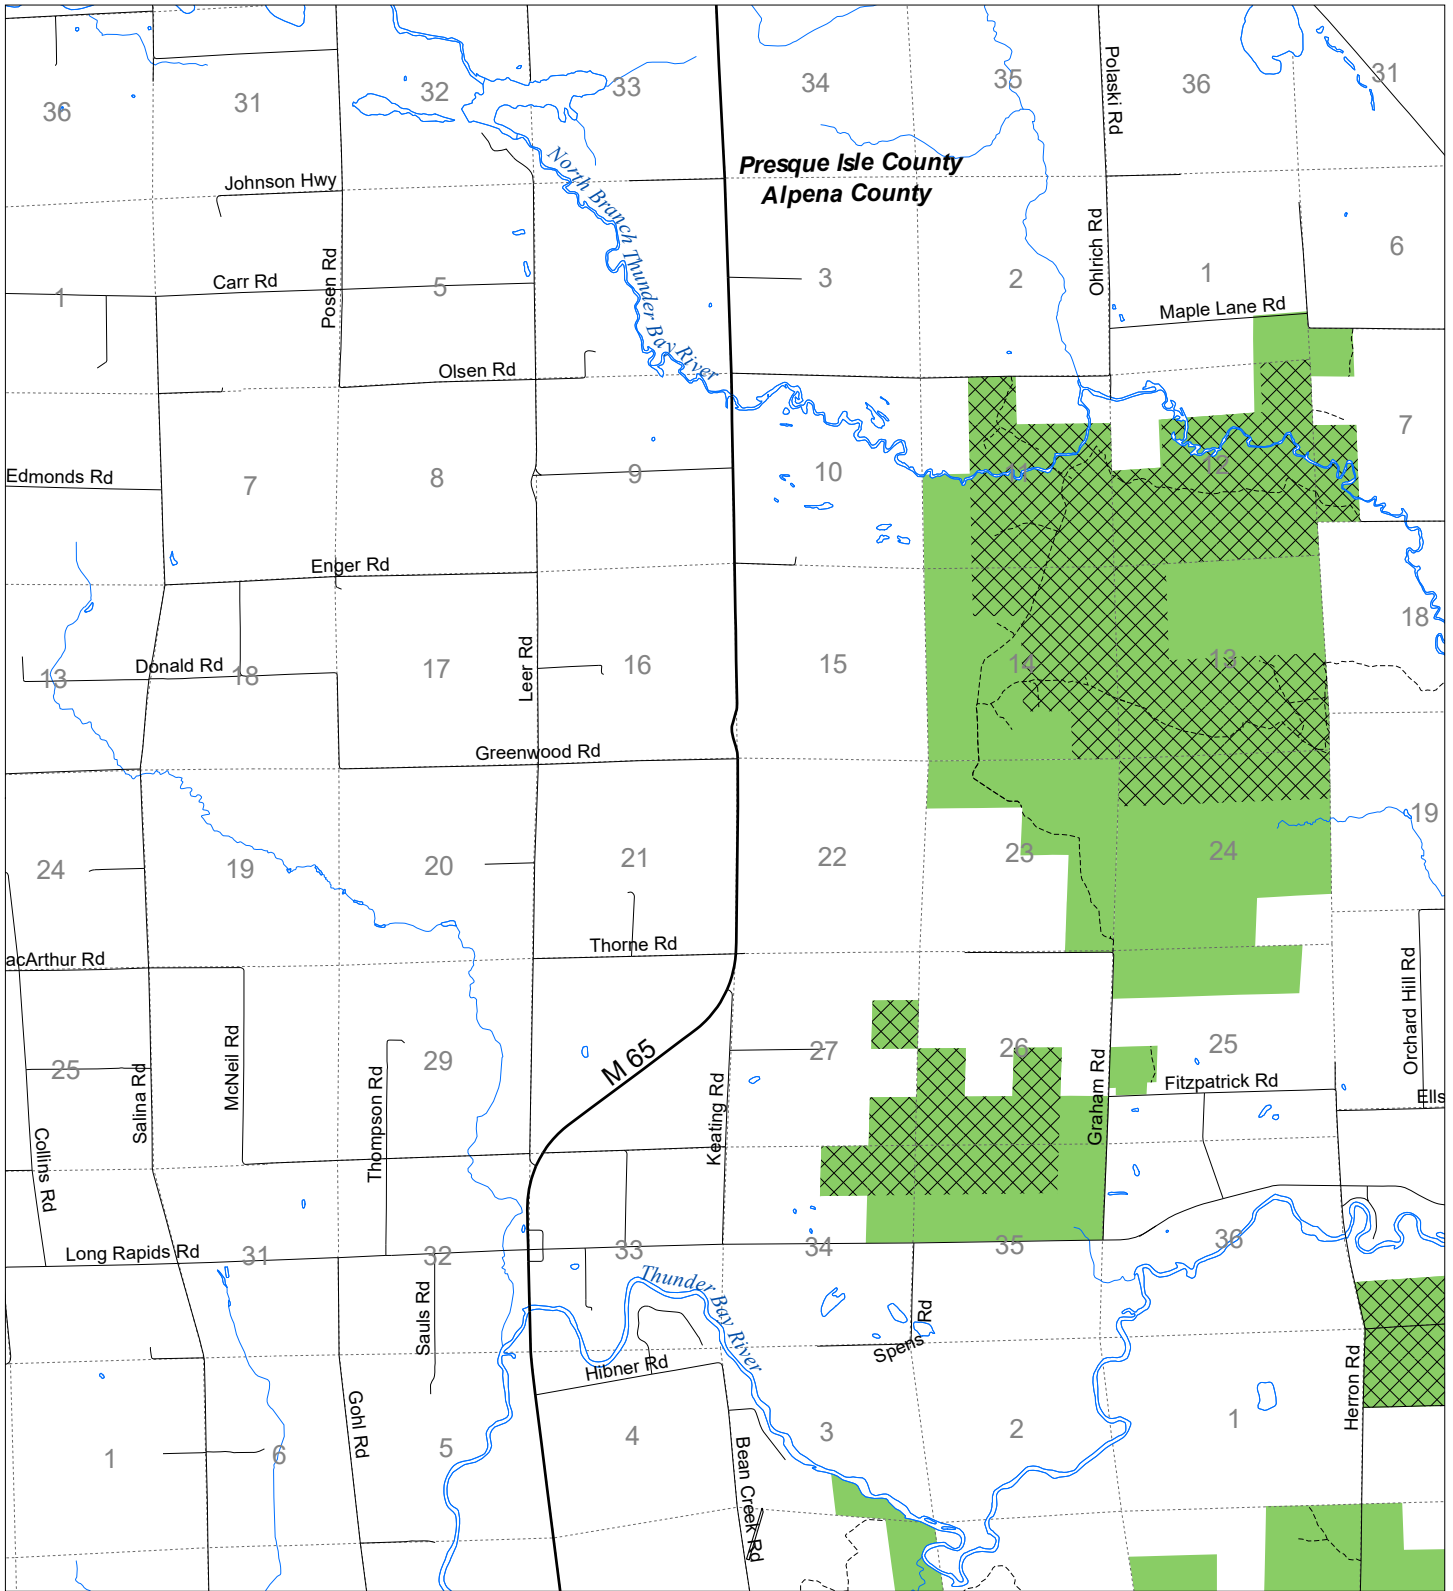 36
31
32
33
34
35
36
31
Polaski Rd
Presque Isle County
Alpena County
Johnson Hwy
North Branch Thunder Bay River
Posen Rd
Ohlrich Rd
1
Carr Rd
5
3
2
1
6
Maple Lane Rd
Olsen Rd
Edmonds Rd
7
8
9
10
11
12
7
Enger Rd
Leer Rd
13
Donald Rd
18
17
16
15
14
13
18
Greenwood Rd
24
19
20
21
22
23
24
19
acArthur Rd
Thorne Rd
Orchard Hill Rd
25
Salina Rd
McNeil Rd
Thompson Rd
29
M 65
Keating Rd
27
26
Graham Rd
25
Fitzpatrick Rd
Ells
Collins Rd
Long Rapids Rd
31
32
33
34
35
36
Sauls Rd
Thunder Bay River
Spens Rd
Hibner Rd
Herron Rd
Gohl Rd
1
6
5
4
Bean Creek Rd
3
2
1